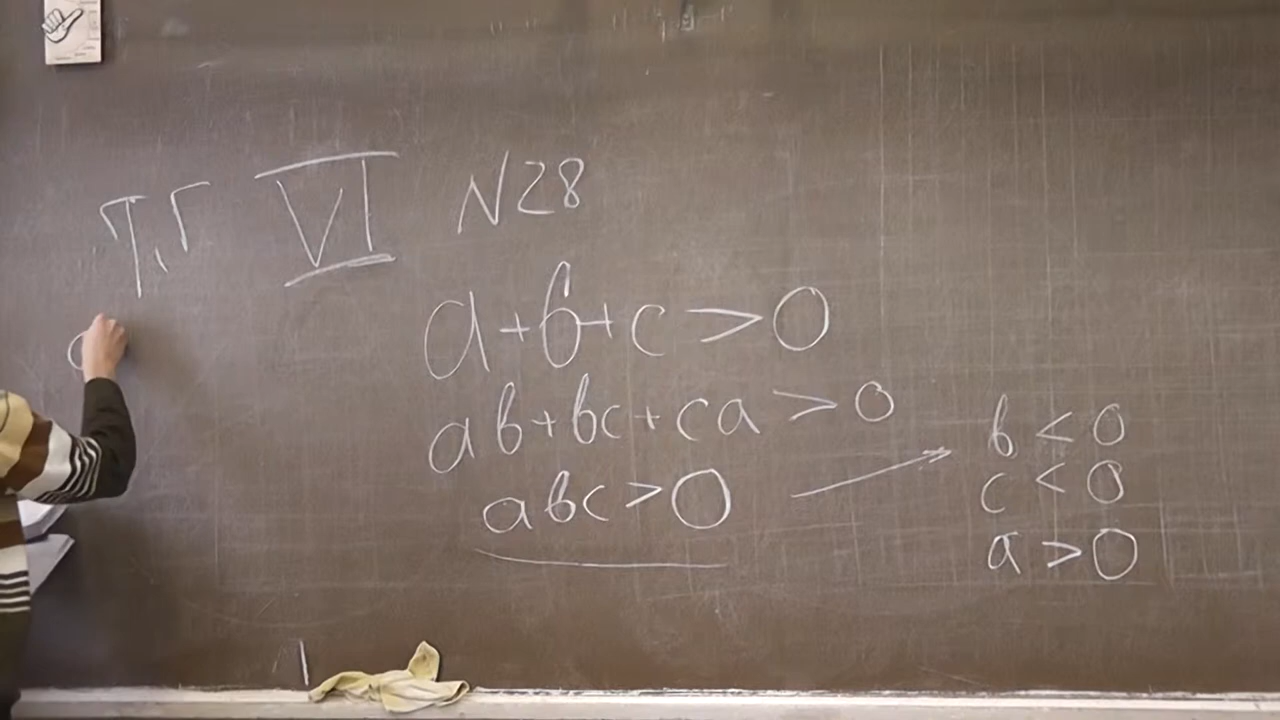 Т.Г VI N28
a+b+c>0
ab+bc+ca>0
abc>0
b<0
c<0
a>0